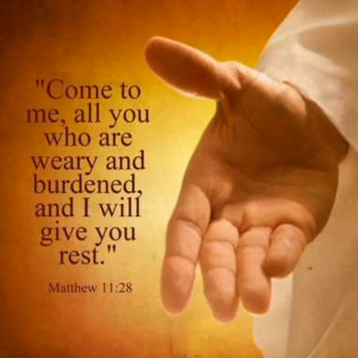 "Come to
me, all you
who are
weary and
burdened,
and I will
give you
rest."
Matthew 11:28